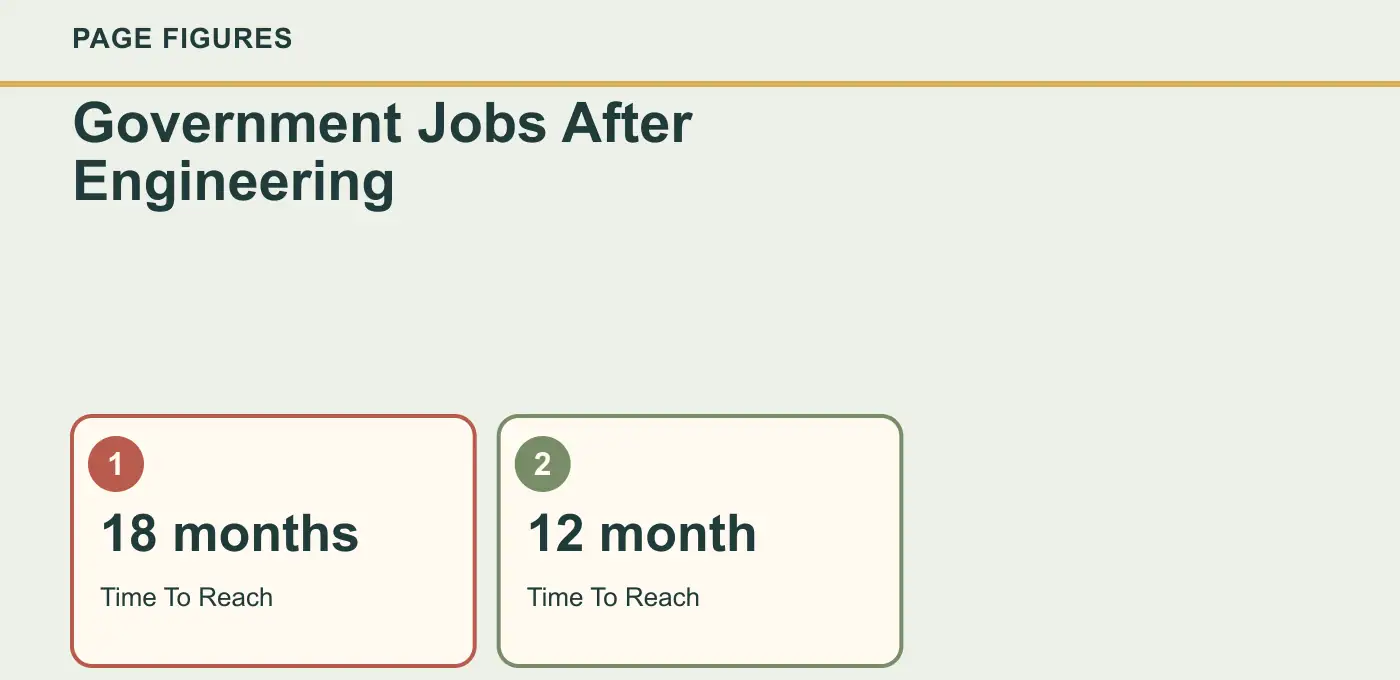 PAGE FIGURES
Government Jobs After
Engineering
1
18 months
Time To Reach
2
12 month
Time To Reach